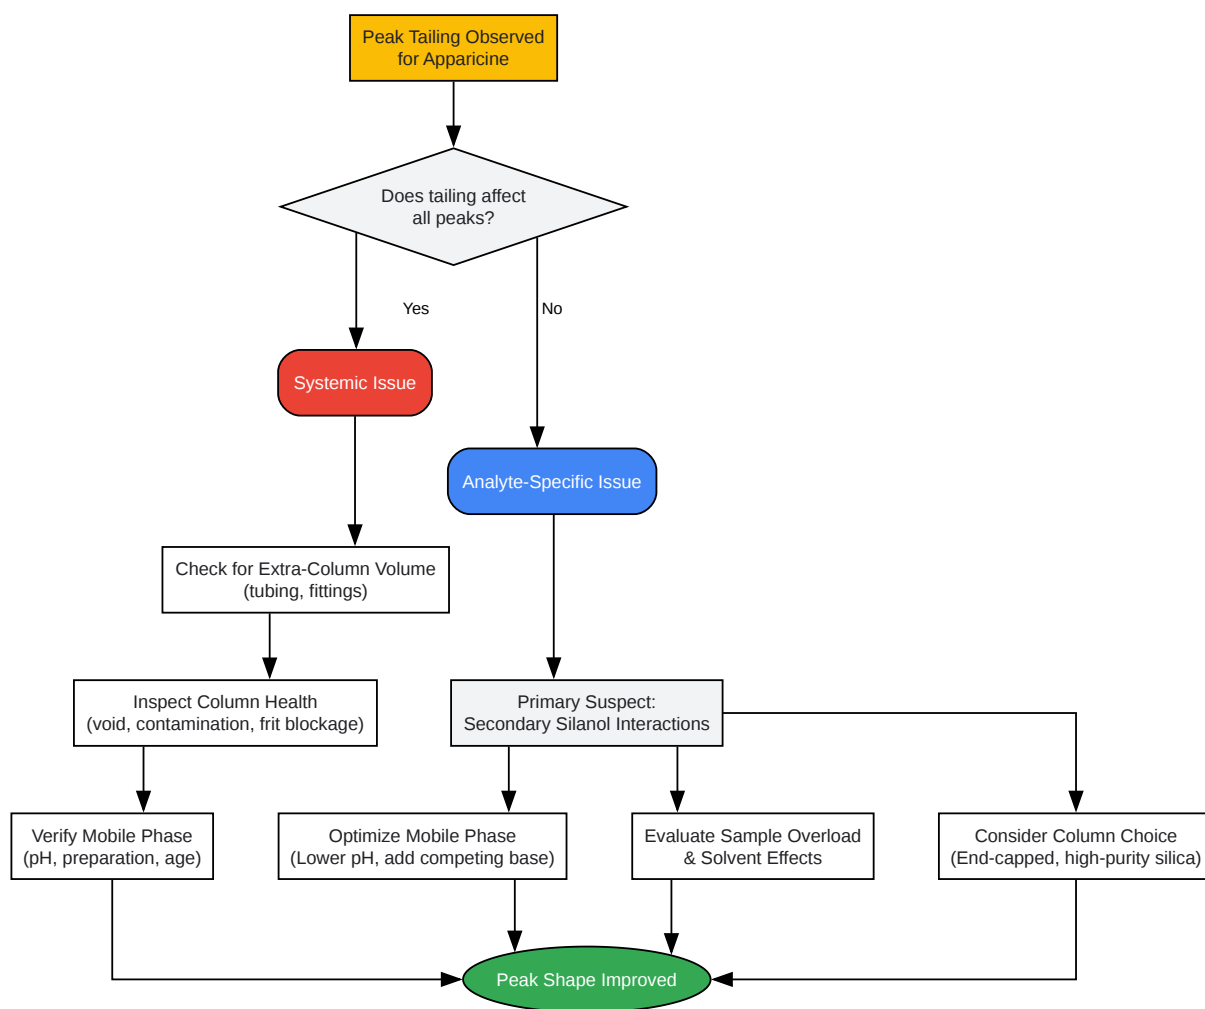 Peak Tailing Observed
for Apparicine
Does tailing affect
all peaks?
Yes
No
Systemic Issue
Analyte-Specific Issue
Check for Extra-Column Volume
(tubing, fittings)
Inspect Column Health
(void, contamination, frit blockage)
Primary Suspect:
Secondary Silanol Interactions
Verify Mobile Phase
(pH, preparation, age)
Optimize Mobile Phase
(Lower pH, add competing base)
Evaluate Sample Overload
& Solvent Effects
Consider Column Choice
(End-capped, high-purity silica)
Peak Shape Improved